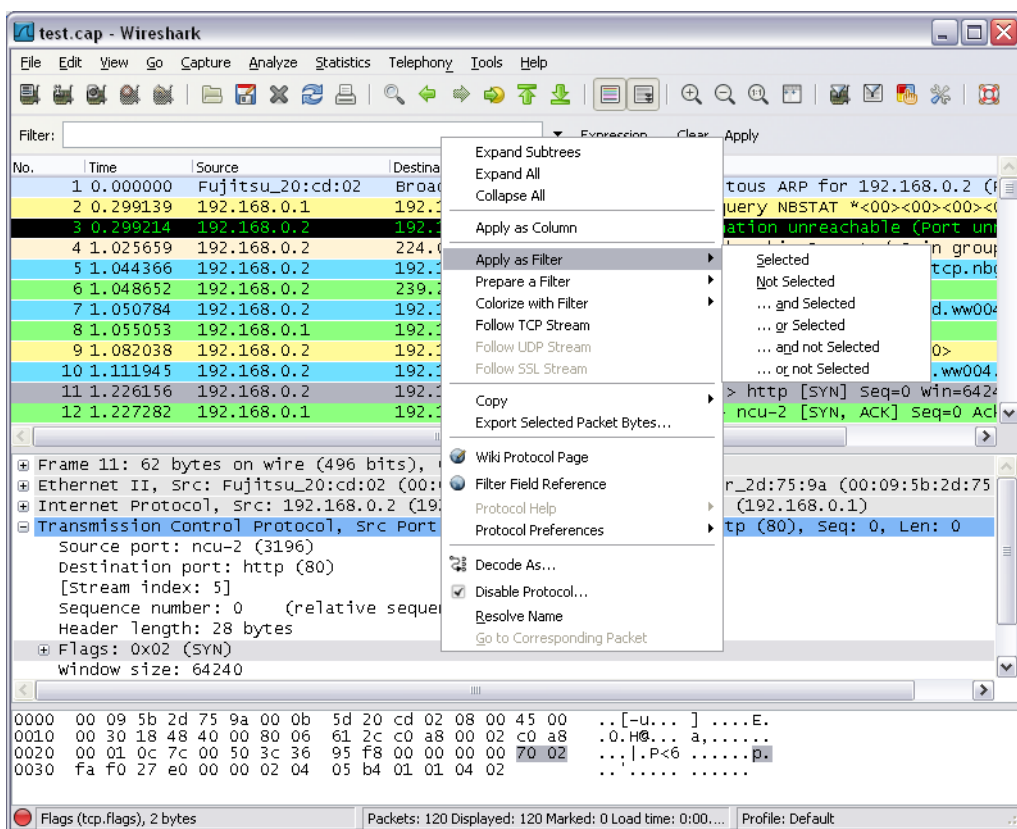 test.cap - Wireshark
File Edit View Go Capture Analyze Statistics Telephony Tools Help
Filter: Expression... Clear Apply
No. Time Source Destina
1 0.000000 Fujitsu_20:cd:02 Broad tous ARP for 192.168.0.2
2 0.299139 192.168.0.1 192.1 query NBSTAT *<00><00><00><0
3 0.299214 192.168.0.2 192.1 ation unreachable (Port unr
4 1.025659 192.168.0.2 224.0 n group
5 1.044366 192.168.0.2 192.1 tcp.nbg
6 1.048652 192.168.0.2 239.2
7 1.050784 192.168.0.2 192.1 d.ww004
8 1.055053 192.168.0.1 192.1
9 1.082038 192.168.0.2 192.1 0>
10 1.111945 192.168.0.2 192.1 .ww004.
11 1.226156 192.168.0.2 192.1 > http [SYN] Seq=0 Win=6424
12 1.227282 192.168.0.1 192.1 ncu-2 [SYN, ACK] Seq=0 Ack
Expand Subtrees
Expand All
Collapse All
Apply as Column
Apply as Filter
Prepare a Filter
Colorize with Filter
Follow TCP Stream
Follow UDP Stream
Follow SSL Stream
Copy
Export Selected Packet Bytes...
Wiki Protocol Page
Filter Field Reference
Protocol Help
Protocol Preferences
Decode As...
Disable Protocol...
Resolve Name
Go to Corresponding Packet
Selected
Not Selected
... and Selected
... or Selected
... and not Selected
... or not Selected
Frame 11: 62 bytes on wire (496 bits),
Ethernet II, Src: Fujitsu_20:cd:02 (00: r_2d:75:9a (00:09:5b:2d:75
Internet Protocol, Src: 192.168.0.2 (19 (192.168.0.1)
Transmission Control Protocol, Src Port tp (80), Seq: 0, Len: 0
Source port: ncu-2 (3196)
Destination port: http (80)
[Stream index: 5]
Sequence number: 0 (relative seque
Header length: 28 bytes
Flags: 0x02 (SYN)
Window size: 64240
0000 00 09 5b 2d 75 9a 00 0b 5d 20 cd 02 08 00 45 00 ..[-u... ] ....E.
0010 00 30 18 48 40 00 80 06 61 2c c0 a8 00 02 c0 a8 .0.H@... a,......
0020 00 01 0c 7c 00 50 3c 36 95 f8 00 00 00 00 70 02 ...|.P<6 ......p.
0030 fa f0 27 e0 00 00 02 04 05 b4 01 01 04 02 ..'..... ......
Flags (tcp.flags), 2 bytes Packets: 120 Displayed: 120 Marked: 0 Load time: 0:00.... Profile: Default